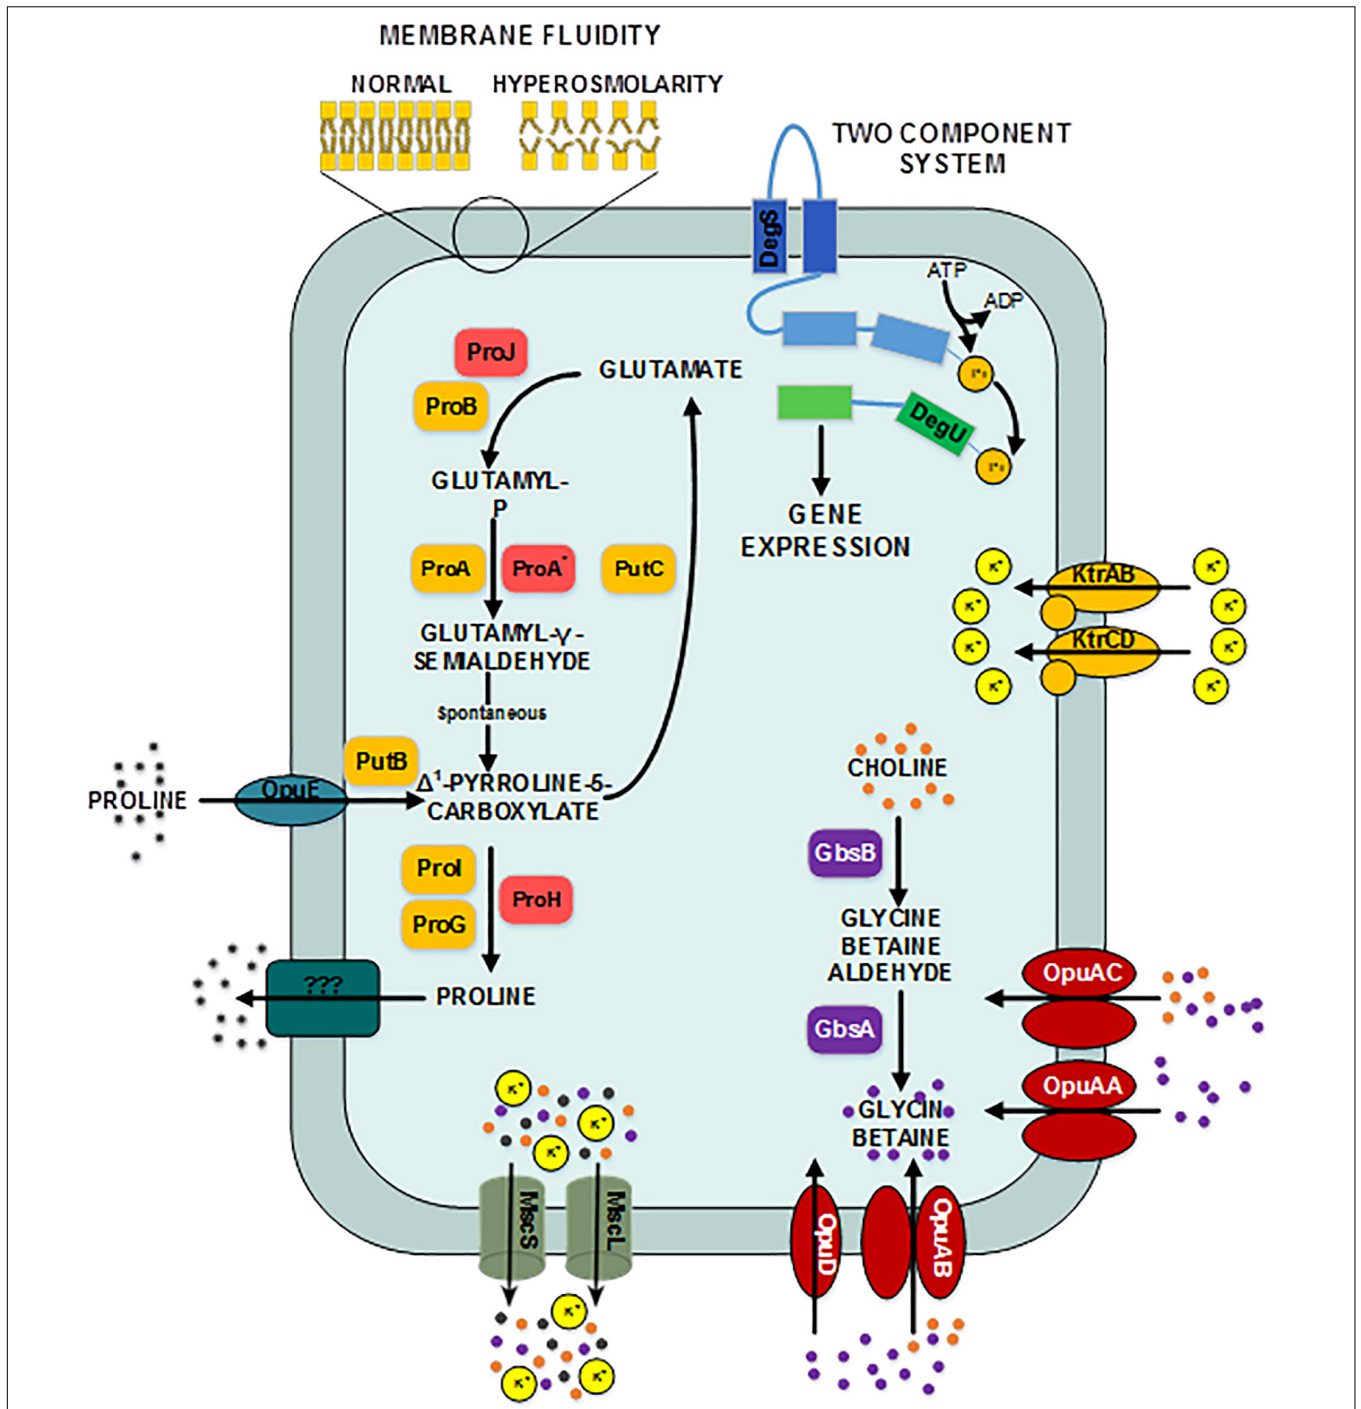 MEMBRANE FLUIDITY
NORMAL
HYPEROSMOLARITY
TWO COMPONENT
SYSTEM
DegS
ATP
ADP
ProJ
GLUTAMATE
ProB
DegU
GLUTAMYL-
P
GENE
EXPRESSION
ProA
ProA*
PutC
K+
K+
KtrAB
K+
K+
K+
K+
KtrCD
K+
K+
GLUTAMYL-γ-
SEMIALDEHYDE
Spontaneous
PutB
PROLINE
OpuE
Δ¹-PYRROLINE-5-
CARBOXYLATE
CHOLINE
GbsB
ProI
ProH
ProG
GLYCINE
BETAINE
ALDEHYDE
OpuAC
???
PROLINE
GbsA
OpuAA
K+
K+
K+
GLYCIN
BETAINE
MscS
MscL
OpuD
OpuAB
K+
K+
K+